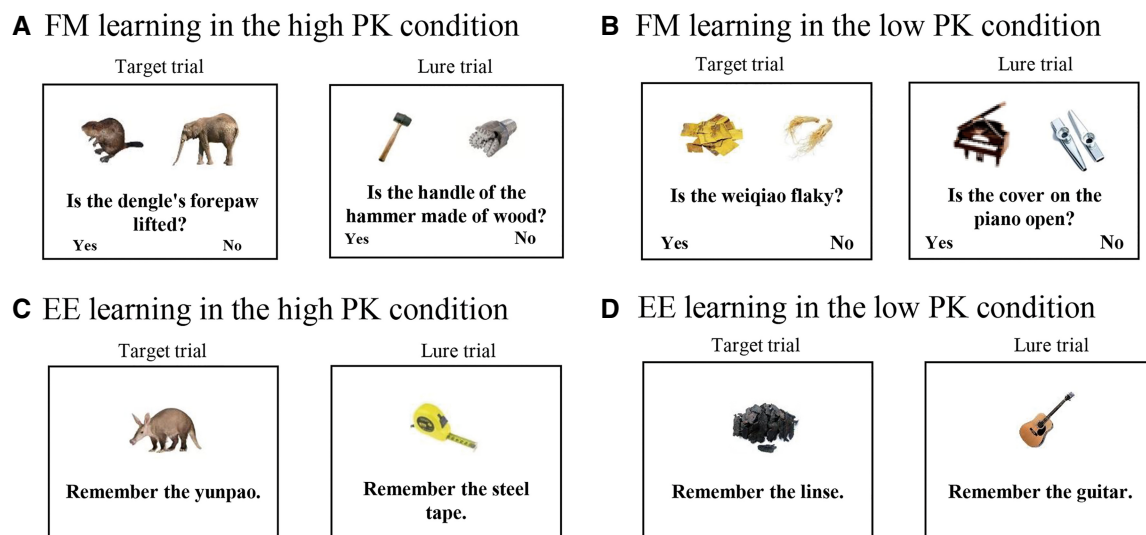 A FM learning in the high PK condition
Target trial
Lure trial
Is the dengle's forepaw
lifted?
Yes
No
Is the handle of the
hammer made of wood?
Yes
No
B FM learning in the low PK condition
Target trial
Lure trial
Is the weiqiao flaky?
Yes
No
Is the cover on the
piano open?
Yes
No
C EE learning in the high PK condition
Target trial
Lure trial
Remember the yunpao.
Remember the steel
tape.
D EE learning in the low PK condition
Target trial
Lure trial
Remember the linse.
Remember the guitar.